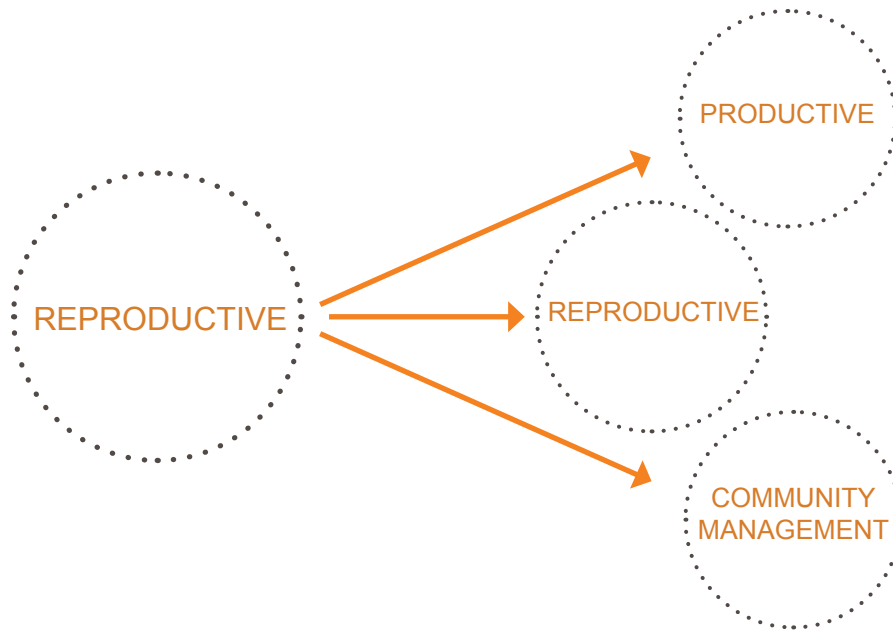 PRODUCTIVE
REPRODUCTIVE
REPRODUCTIVE
COMMUNITY
MANAGEMENT